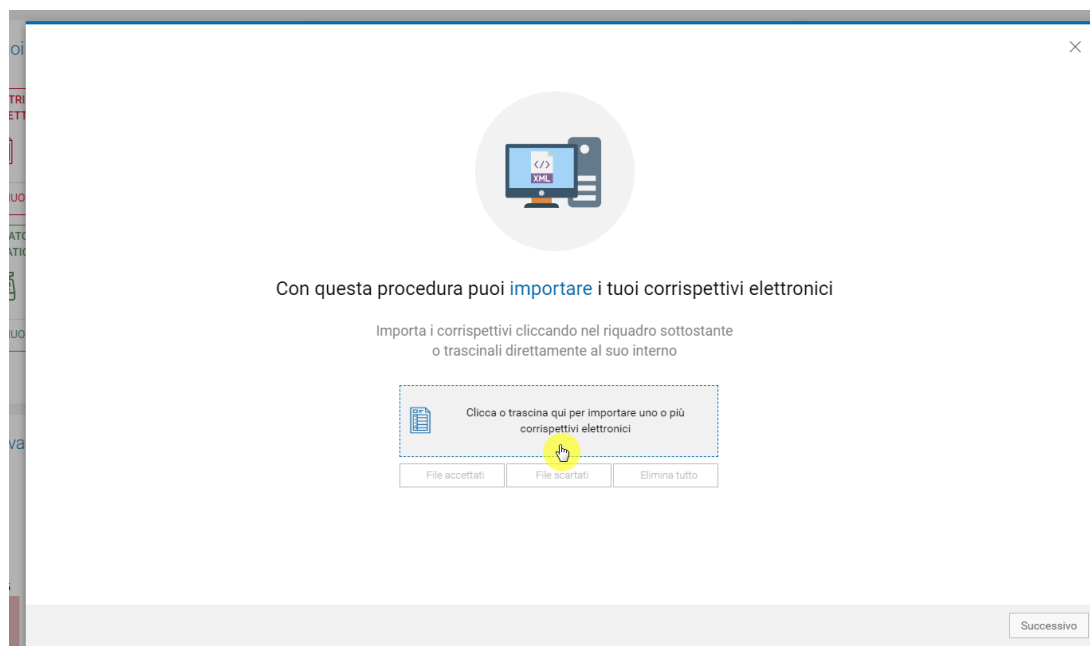 Con questa procedura puoi importare i tuoi corrispettivi elettronici
Importa i corrispettivi cliccando nel riquadro sottostante
o trascinali direttamente al suo interno
Clicca o trascina qui per importare uno o più
corrispettivi elettronici
File accettati
File scartati
Elimina tutto
Successivo
XML